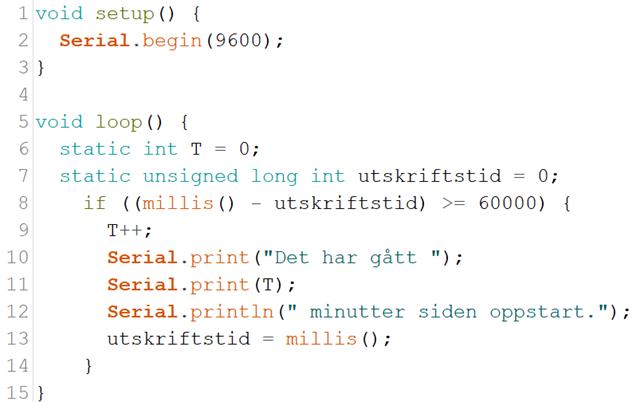 1 void setup() {
2   Serial.begin(9600);
3 }
4
5 void loop() {
6   static int T = 0;
7   static unsigned long int utskriftstid = 0;
8     if ((millis() - utskriftstid) >= 60000) {
9       T++;
10       Serial.print("Det har gått ");
11       Serial.print(T);
12       Serial.println(" minutter siden oppstart.");
13       utskriftstid = millis();
14     }
15 }